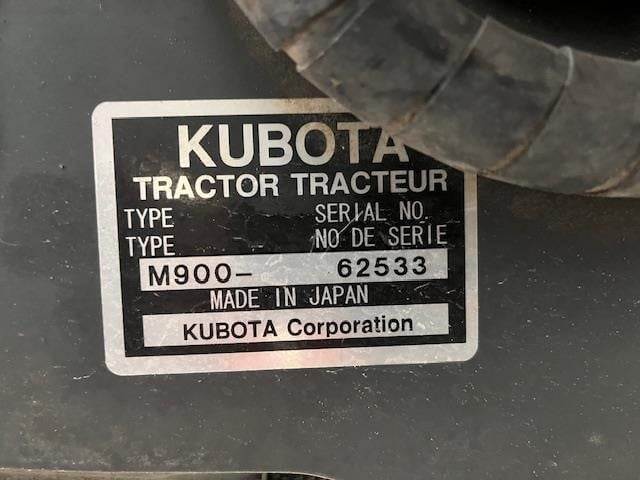 KUBOTA
TRACTOR TRACTEUR
TYPE SERIAL NO.
TYPE NO DE SERIE
M900- 62533
MADE IN JAPAN
KUBOTA Corporation